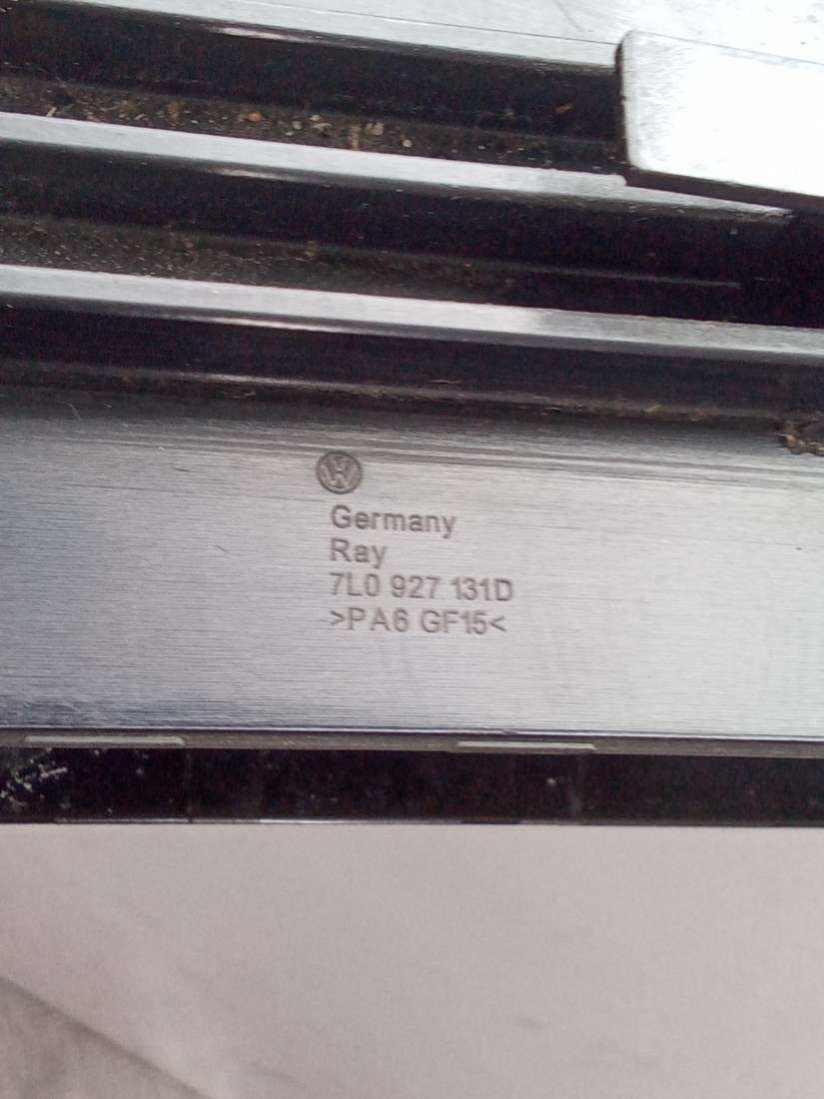 Germany
Ray
7L0 927 131D
>PA6 GF15<